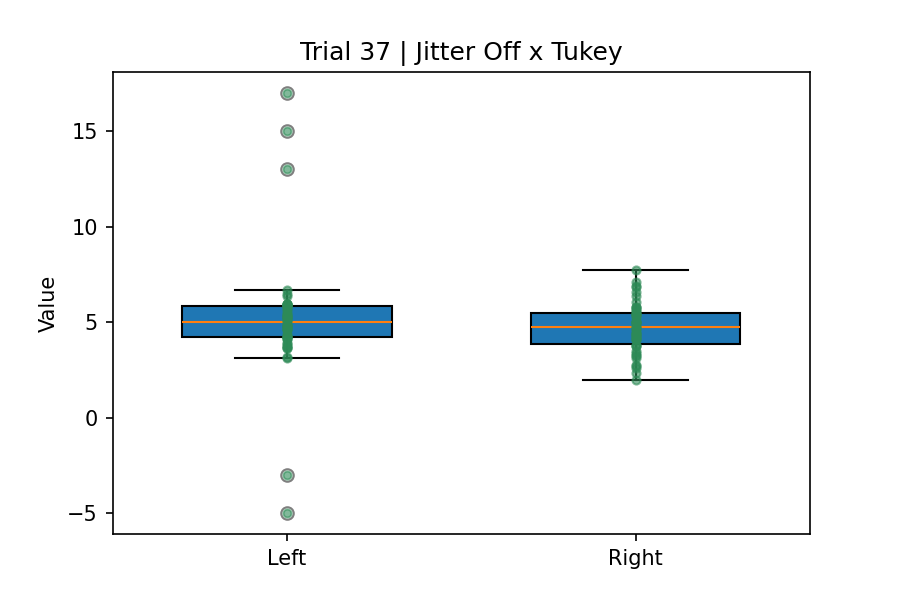 Trial 37 | Jitter Off x Tukey
Value
15
10
5
0
−5
Left
Right